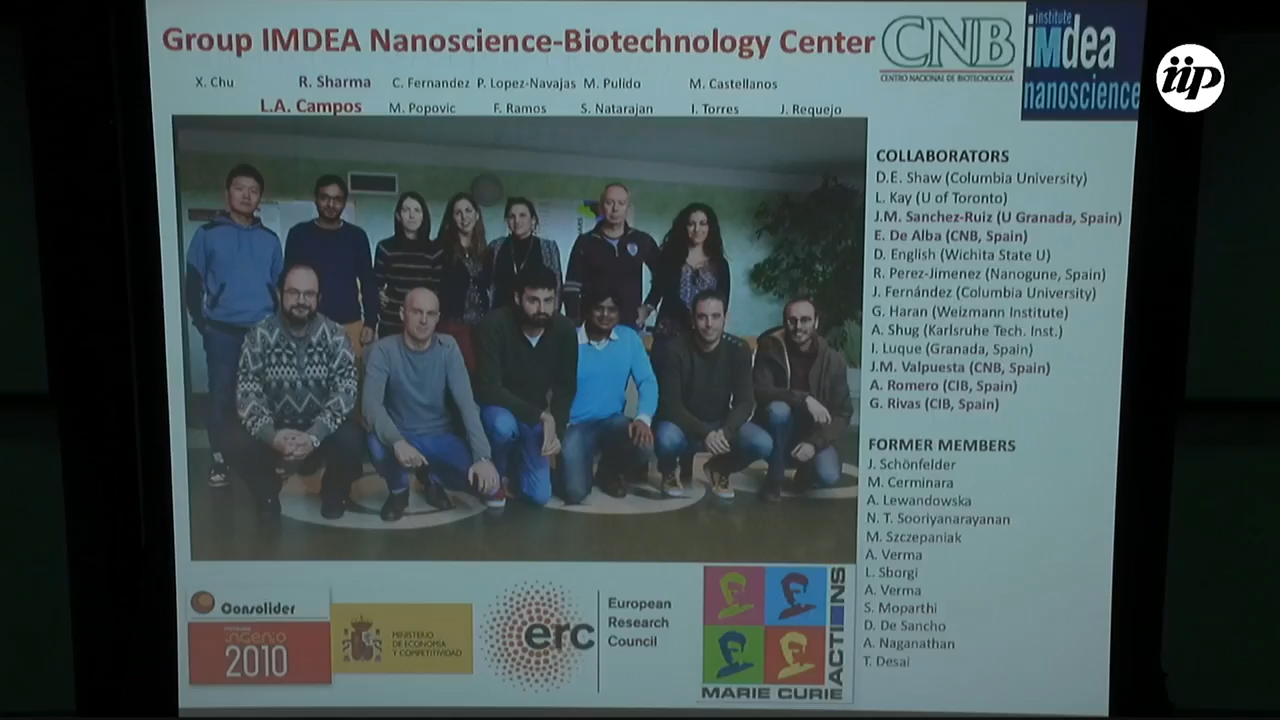 Group IMDEA Nanoscience-Biotechnology Center
CNB
CENTRO NACIONAL DE BIOTECNOLOGIA
institute
imdea
nanoscience
iip
X. Chu R. Sharma C. Fernandez P. Lopez-Navajas M. Pulido M. Castellanos
L.A. Campos M. Popovic F. Ramos S. Natarajan I. Torres J. Requejo
COLLABORATORS
D.E. Shaw (Columbia University)
L. Kay (U of Toronto)
J.M. Sanchez-Ruiz (U Granada, Spain)
E. De Alba (CNB, Spain)
D. English (Wichita State U)
R. Perez-Jimenez (Nanogune, Spain)
J. Fernández (Columbia University)
G. Haran (Weizmann Institute)
A. Shug (Karlsruhe Tech. Inst.)
I. Luque (Granada, Spain)
J.M. Valpuesta (CNB, Spain)
A. Romero (CIB, Spain)
G. Rivas (CIB, Spain)
FORMER MEMBERS
J. Schönfelder
M. Cerminara
A. Lewandowska
N. T. Sooriyanarayanan
M. Szczepaniak
A. Verma
L. Sborgi
A. Verma
S. Moparthi
D. De Sancho
A. Naganathan
T. Desai
Consolider
ingenio
2010
MINISTERIO
DE ECONOMIA
Y COMPETITIVIDAD
erc
European
Research
Council
MARIE CURIE
ACTIONS